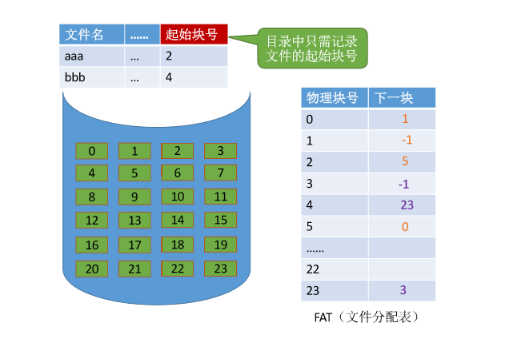 文件名 …… 起始块号
aaa … 2
bbb … 4
目录中只需记录
文件的起始块号
0 1 2 3
4 5 6 7
8 9 10 11
12 13 14 15
16 17 18 19
20 21 22 23
物理块号 下一块
0 1
1 -1
2 5
3 -1
4 23
5 0
……
22
23 3
FAT（文件分配表）